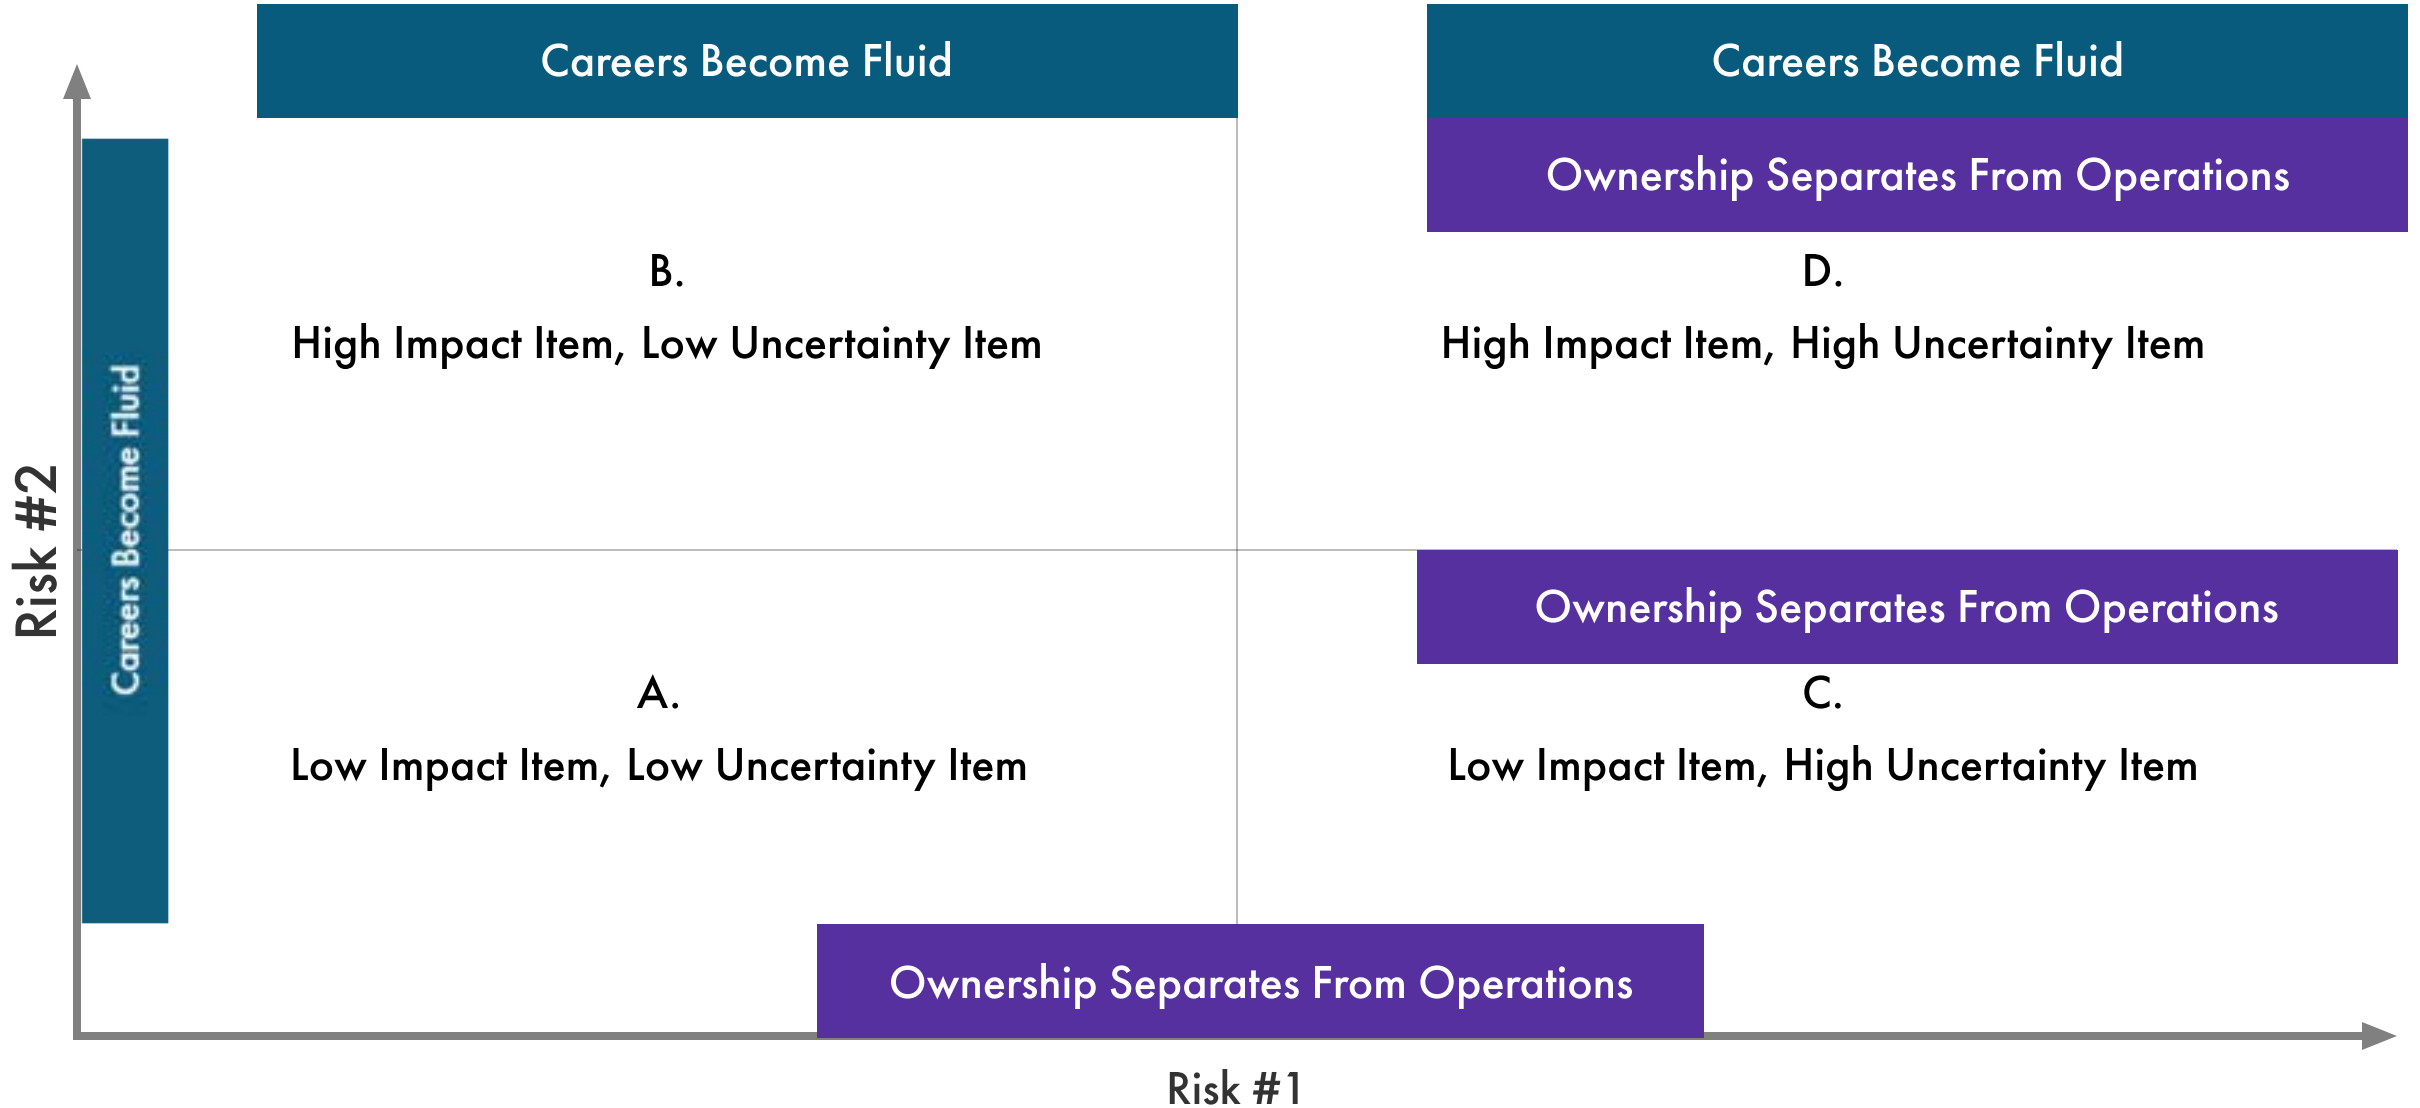 Careers Become Fluid
Careers Become Fluid
Ownership Separates From Operations
B.
High Impact Item, Low Uncertainty Item
D.
High Impact Item, High Uncertainty Item
Risk #2
Careers Become Fluid
Ownership Separates From Operations
A.
Low Impact Item, Low Uncertainty Item
C.
Low Impact Item, High Uncertainty Item
Ownership Separates From Operations
Risk #1